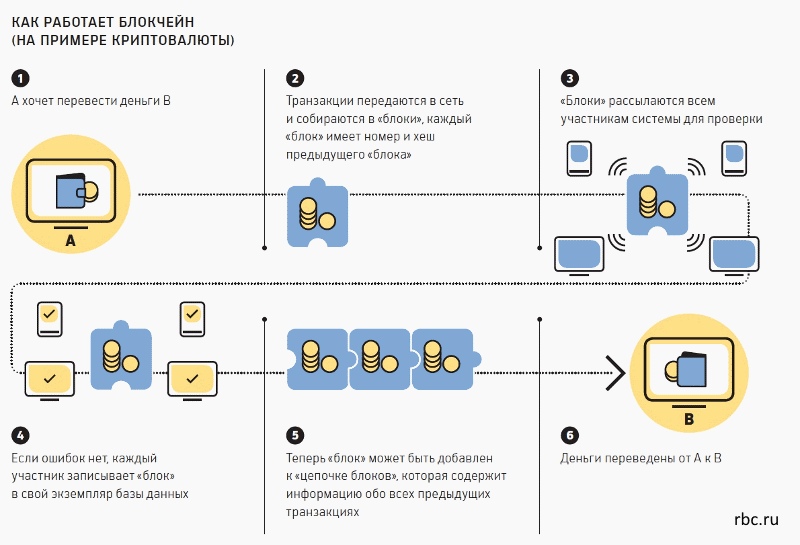 КАК РАБОТАЕТ БЛОКЧЕЙН
(НА ПРИМЕРЕ КРИПТОВАЛЮТЫ)
1
А хочет перевести деньги В
2
Транзакции передаются в сеть
и собираются в «блоки», каждый
«блок» имеет номер и хеш
предыдущего «блока»
3
«Блоки» рассылаются всем
участникам системы для проверки
А
В
4
Если ошибок нет, каждый
участник записывает «блок»
в свой экземпляр базы данных
5
Теперь «блок» может быть добавлен
к «цепочке блоков», которая содержит
информацию обо всех предыдущих
транзакциях
6
Деньги переведены от А к В
rbc.ru